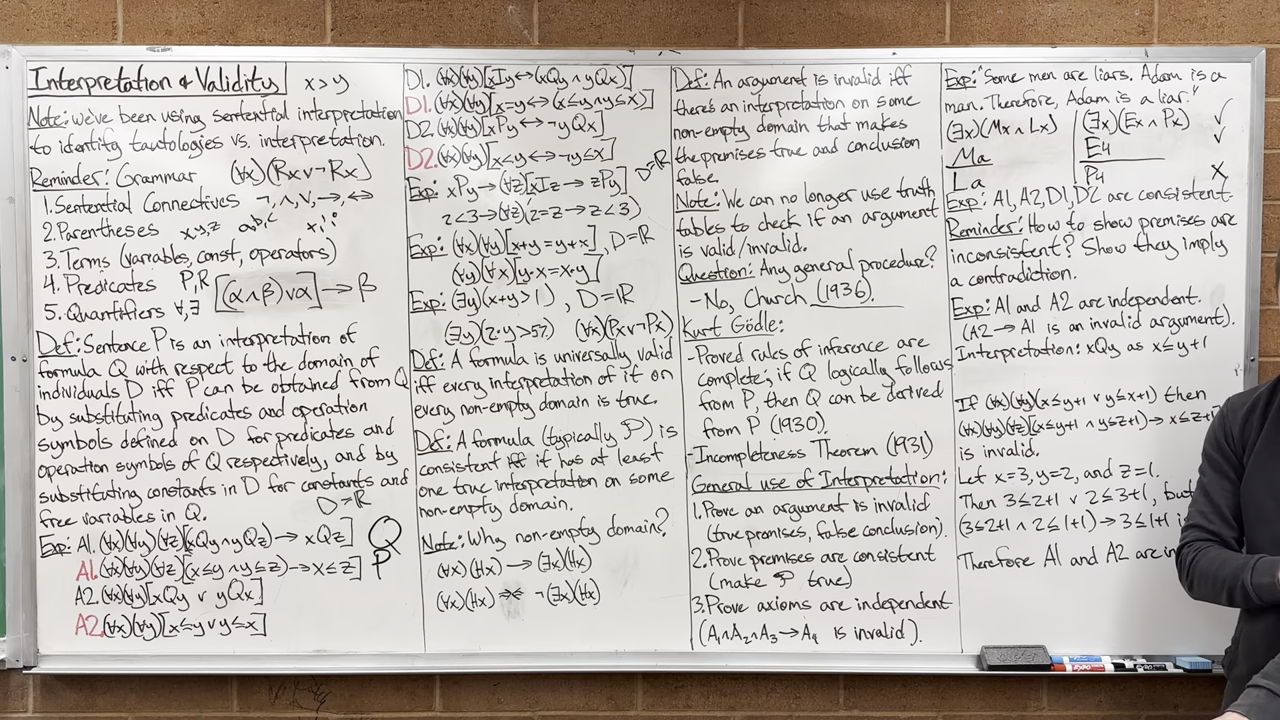 Interpretation & Validity x>y
Note: we've been using sentential interpretation
to identify tautologies vs. interpretation.
Reminder: Grammar (∀x)(Rx∨¬Rx)
1. Sentential Connectives ¬,∧,∨,→,↔
2. Parentheses x,y,z a,b,c
3. Terms (variables, const, operators)
4. Predicates P,R [(α∧β)∨α]→β
5. Quantifiers ∀,∃
Def: Sentence P is an interpretation of
formula Q with respect to the domain of
individuals D iff P can be obtained from Q
by substituting predicates and operation
symbols defined on D for predicates and
operation symbols of Q respectively, and by
substituting constants in D for constants and
free variables in Q. D=ℝ
Exp: A1. (∀x)(∀y)(∀z)[(xQy∧yQz)→xQz] Q
A1. (∀x)(∀y)(∀z)[(x≤y∧y≤z)→x≤z] P
A2. (∀x)(∀y)[xQy∨yQx]
A2. (∀x)(∀y)[x≤y∨y≤x]
D1. (∀x)(∀y)[xIy↔(xQy∧yQx)]
D1. (∀x)(∀y)[x=y↔(x≤y∧y≤x)]
D2. (∀x)(∀y)[xPy↔¬yQx]
D2. (∀x)(∀y)[x<y↔¬y≤x] D=ℝ
Exp: xPy→(∀z)[xIz→zPy]
2<3→(∀z)(2=z→z<3)
Exp: (∀x)(∀y)[x+y=y+x], D=ℝ
(∀y)(∀x)[y·x=x·y]
Exp: (∃y)(x+y>1), D=ℝ
(∃y)(2·y>57) (∀x)(Px∨¬Px)
Def: A formula is universally valid
iff every interpretation of it on
every non-empty domain is true.
Def: A formula (typically P) is
consistent iff it has at least
one true interpretation on some
non-empty domain.
Note: Why non-empty domain?
(∀x)(Hx)→(∃x)(Hx)
(∀x)(Hx) ¬(∃x)(Hx)
Def: An argument is invalid iff
there's an interpretation on some
non-empty domain that makes
the premises true and conclusion
false.
Note: We can no longer use truth
tables to check if an argument
is valid/invalid.
Question: Any general procedure?
-No, Church (1936).
Kurt Gödle:
-Proved rules of inference are
complete; if Q logically follows
from P, then Q can be derived
from P (1930).
-Incompleteness Theorem (1931)
General use of Interpretation:
1. Prove an argument is invalid
(true premises, false conclusion).
2. Prove premises are consistent
(make P true)
3. Prove axioms are independent
(A₁∧A₂∧A₃→A₄ is invalid).
Exp: "Some men are liars. Adam is a
man. Therefore, Adam is a liar."
(∃x)(Mx∧Lx) (∃x)(Ex∧Px) ✓
Ma E4 ✓
La P4 X
Exp: A1, A2, D1, D2 are consistent.
Reminder: How to show premises are
inconsistent? Show they imply
a contradiction.
Exp: A1 and A2 are independent.
(A2→A1 is an invalid argument).
Interpretation: xQy as x≤y+1
If (∀x)(∀y)(x≤y+1 ∨ y≤x+1) then
(∀x)(∀y)(∀z)[(x≤y+1 ∧ y≤z+1)→x≤z+1]
is invalid.
Let x=3, y=2, and z=1.
Then 3≤2+1 ∨ 2≤3+1, but
(3≤2+1 ∧ 2≤1+1)→3≤1+1 is
Therefore A1 and A2 are in